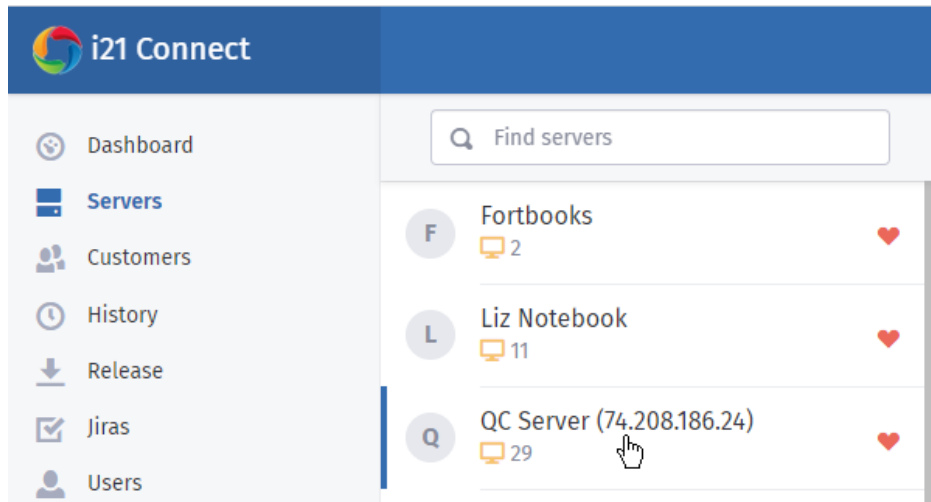 i21 Connect
Find servers
Dashboard
Servers
Customers
History
Release
Jiras
Users
F
Fortbooks
2
L
Liz Notebook
11
Q
QC Server (74.208.186.24)
29